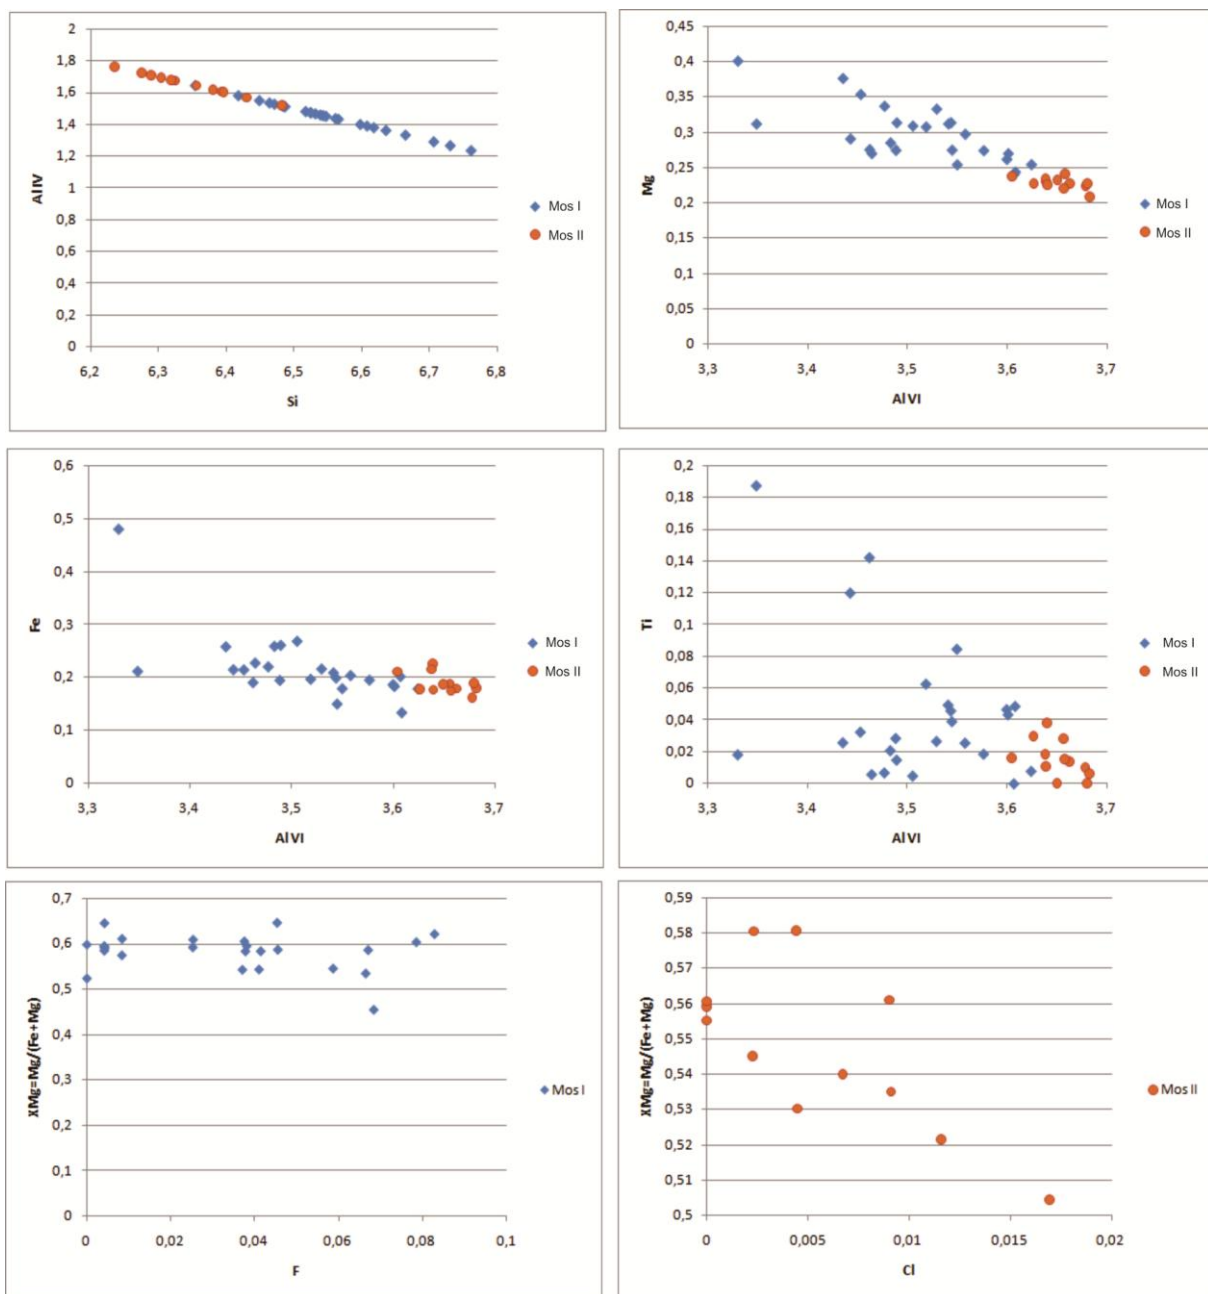 2
1,8
1,6
1,4
1,2
1
0,8
0,6
0,4
0,2
0
Al IV
6,2 6,3 6,4 6,5 6,6 6,7 6,8
Si
Mos I
Mos II
0,45
0,4
0,35
0,3
0,25
0,2
0,15
0,1
0,05
0
Mg
3,3 3,4 3,5 3,6 3,7
Al VI
Mos I
Mos II
0,6
0,5
0,4
0,3
0,2
0,1
0
Fe
3,3 3,4 3,5 3,6 3,7
Al VI
Mos I
Mos II
0,2
0,18
0,16
0,14
0,12
0,1
0,08
0,06
0,04
0,02
0
Ti
3,3 3,4 3,5 3,6 3,7
Al VI
Mos I
Mos II
0,7
0,6
0,5
0,4
0,3
0,2
0,1
0
XMg=Mg/(Fe+Mg)
0 0,02 0,04 0,06 0,08 0,1
F
Mos I
0,59
0,58
0,57
0,56
0,55
0,54
0,53
0,52
0,51
0,5
XMg=Mg/(Fe+Mg)
0 0,005 0,01 0,015 0,02
Cl
Mos II